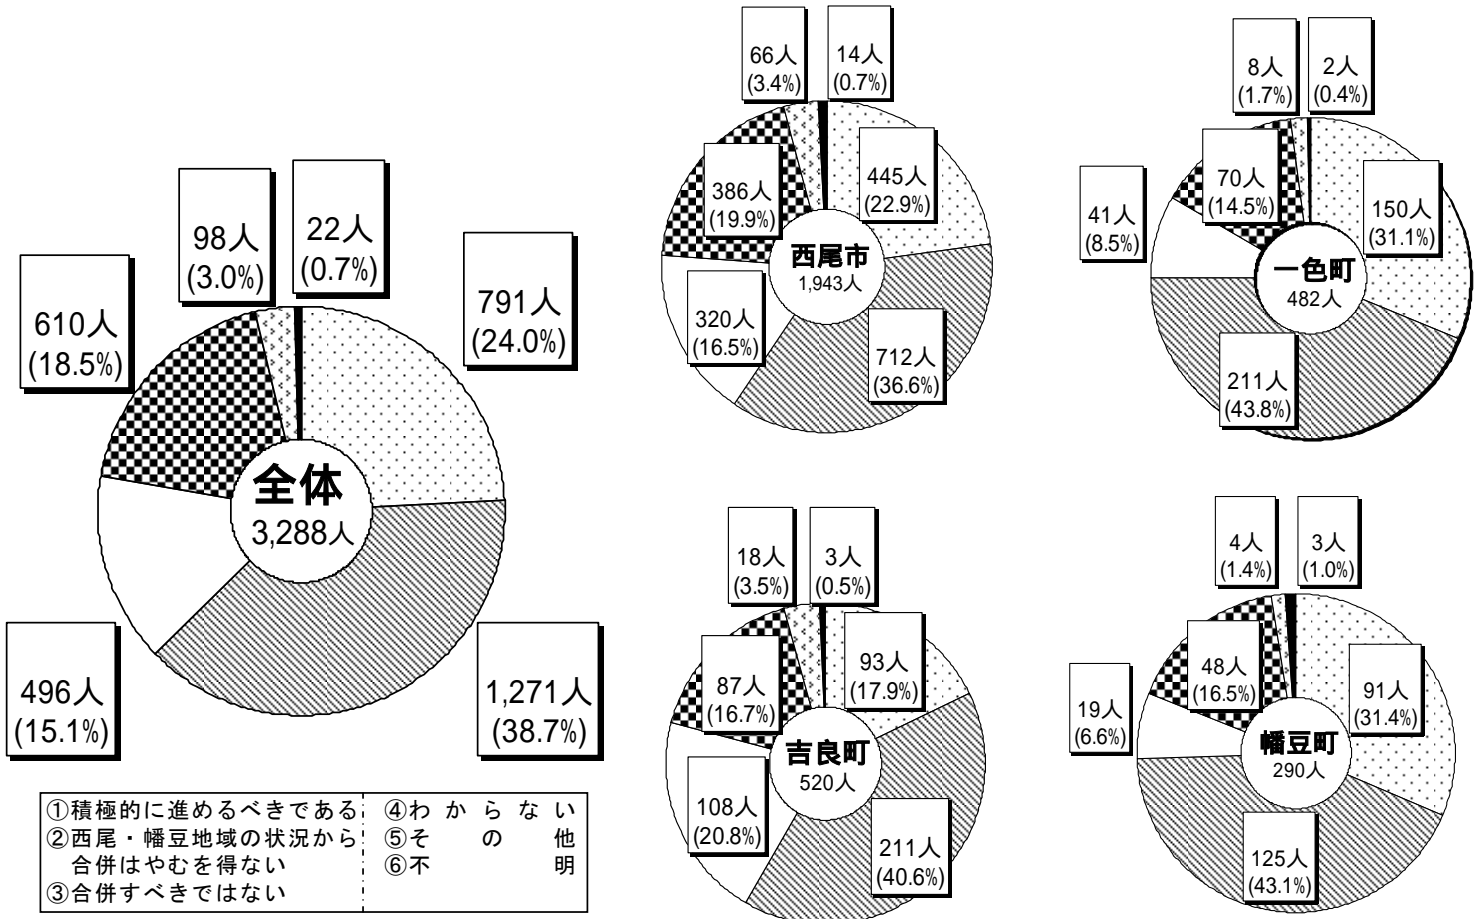 98人
(3.0%)
22人
(0.7%)
610人
(18.5%)
791人
(24.0%)
全体
3,288人
496人
(15.1%)
1,271人
(38.7%)
66人
(3.4%)
14人
(0.7%)
386人
(19.9%)
445人
(22.9%)
西尾市
1,943人
320人
(16.5%)
712人
(36.6%)
8人
(1.7%)
2人
(0.4%)
70人
(14.5%)
41人
(8.5%)
150人
(31.1%)
一色町
482人
211人
(43.8%)
18人
(3.5%)
3人
(0.5%)
87人
(16.7%)
93人
(17.9%)
吉良町
520人
108人
(20.8%)
211人
(40.6%)
4人
(1.4%)
3人
(1.0%)
48人
(16.5%)
19人
(6.6%)
91人
(31.4%)
幡豆町
290人
125人
(43.1%)
①積極的に進めるべきである
②西尾・幡豆地域の状況から
合併はやむを得ない
③合併すべきではない
④わからない
⑤その他
⑥不明